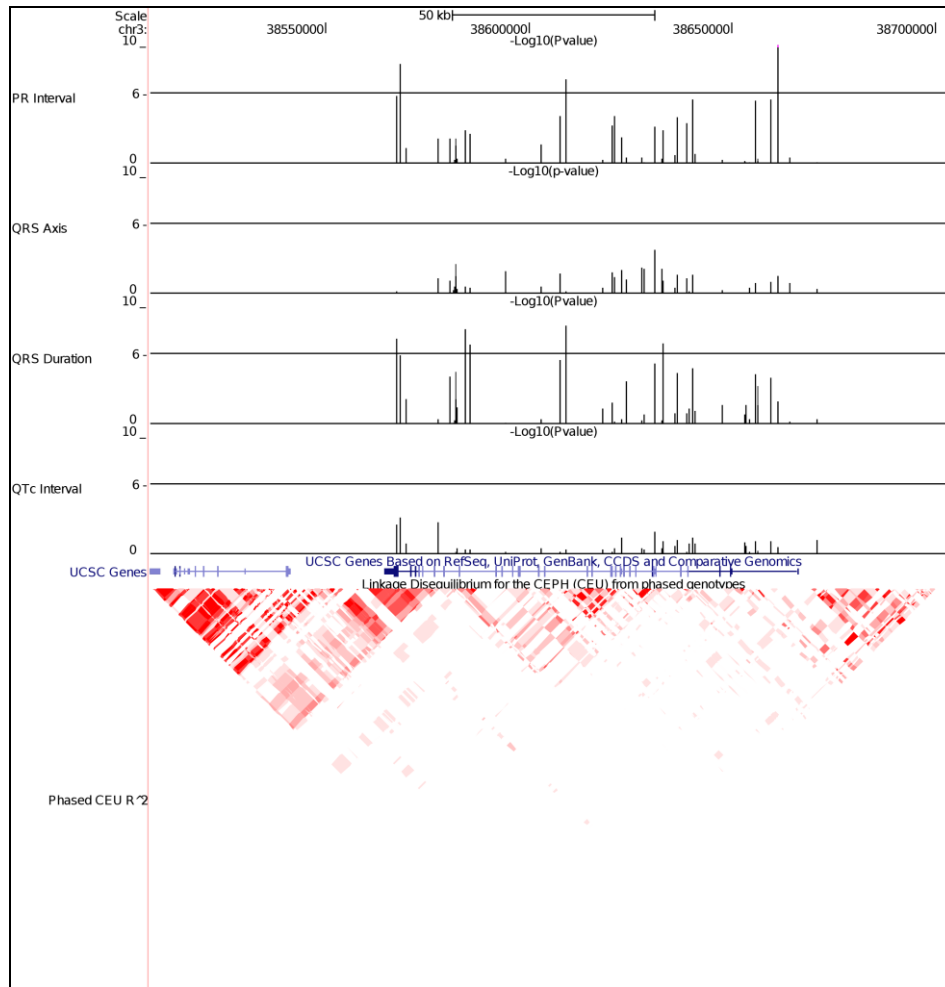 Scale 50 kb
chr3: 38550000 38600000 38650000 38700000
10 _ -Log10(Pvalue)
6 -
PR Interval
0
10 _ -Log10(p-value)
6 -
QRS Axis
0
10 _ -Log10(Pvalue)
6 -
QRS Duration
0
10 _ -Log10(Pvalue)
6 -
QTc Interval
0
UCSC Genes Based on RefSeq, UniProt, GenBank, CCDS and Comparative Genomics
UCSC Genes
Linkage Disequilibrium for the CEPH (CEU) from phased genotypes
Phased CEU R^2